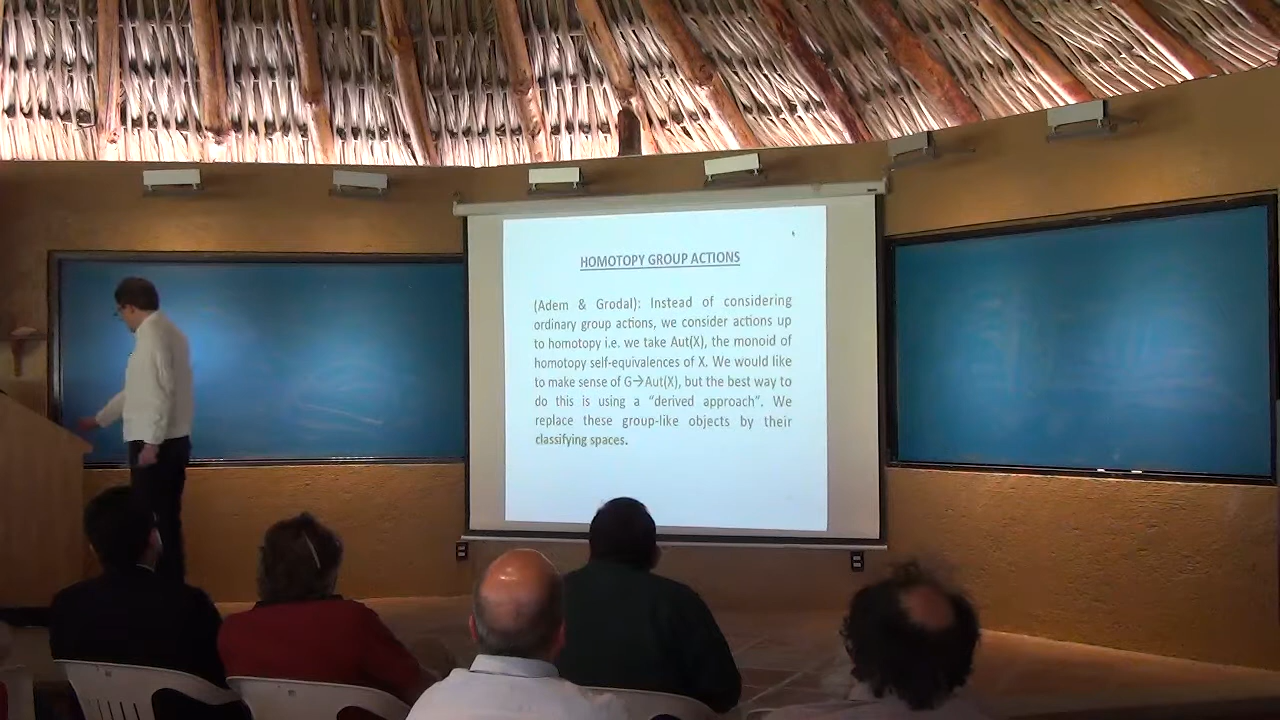 HOMOTOPY GROUP ACTIONS
(Adem & Grodal): Instead of considering
ordinary group actions, we consider actions up
to homotopy i.e. we take Aut(X), the monoid of
homotopy self-equivalences of X. We would like
to make sense of G→Aut(X), but the best way to
do this is using a “derived approach”. We
replace these group-like objects by their
classifying spaces.